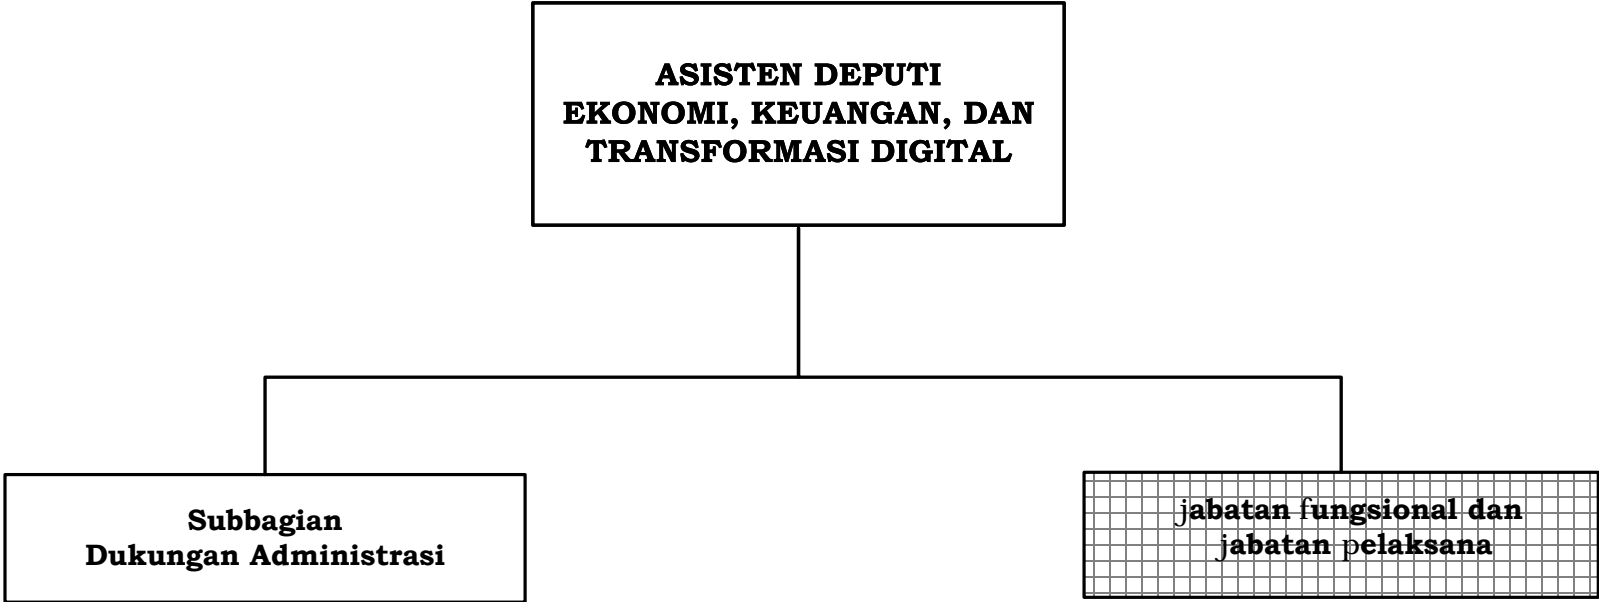 ASISTEN DEPUTI
EKONOMI, KEUANGAN, DAN
TRANSFORMASI DIGITAL
Subbagian
Dukungan Administrasi
jabatan fungsional dan
jabatan pelaksana